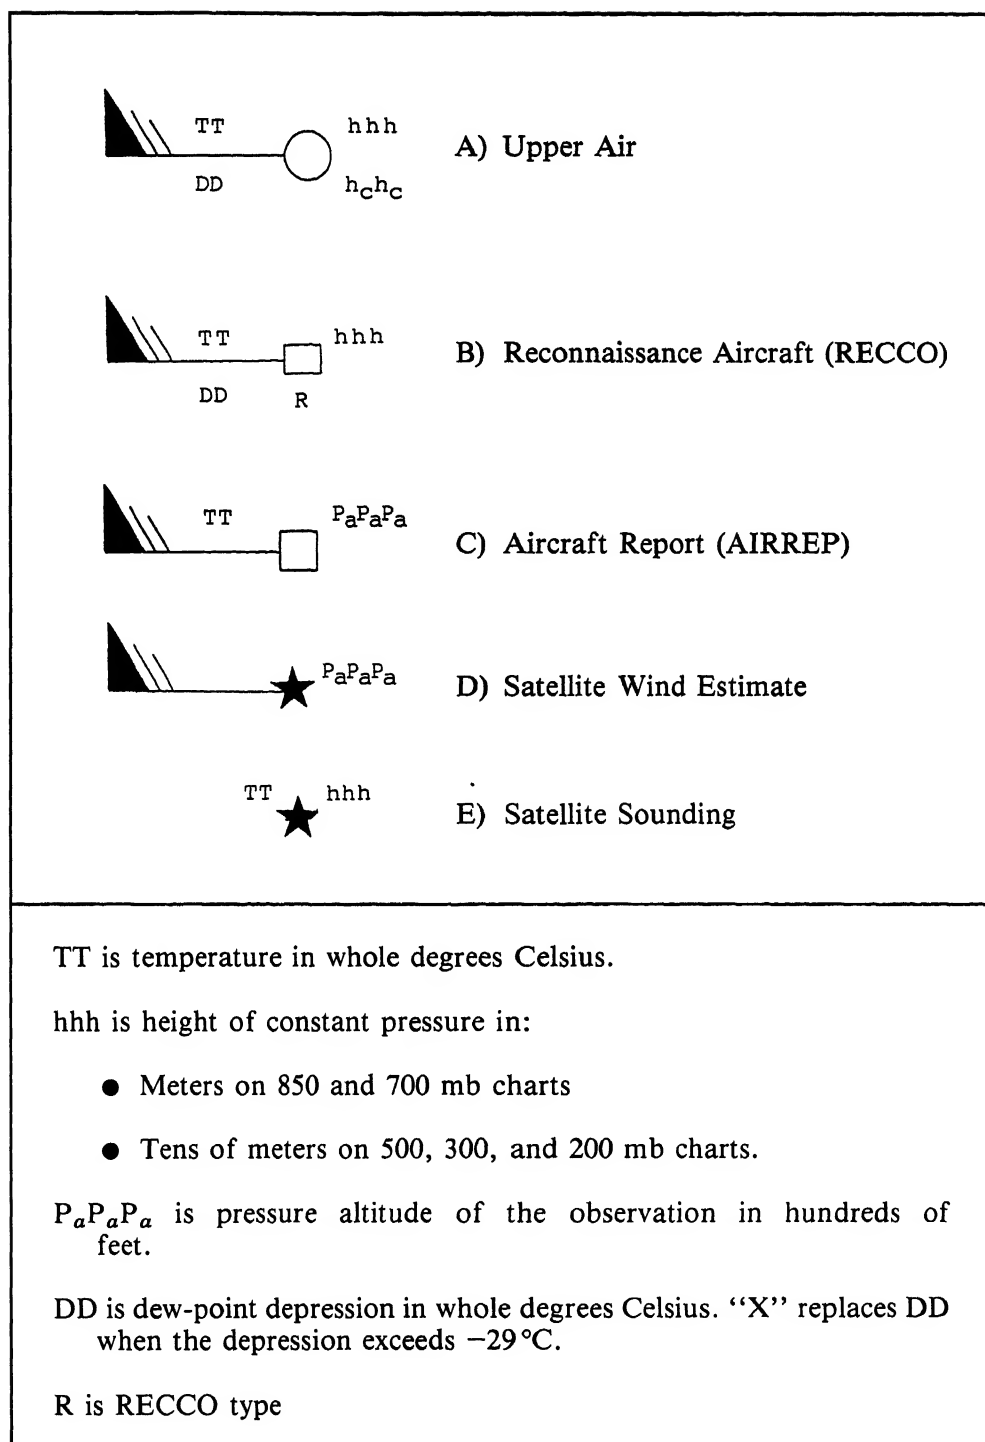 TT hhh
A) Upper Air
DD hchc
TT hhh
B) Reconnaissance Aircraft (RECCO)
DD R
TT PaPaPa
C) Aircraft Report (AIRREP)
PaPaPa
D) Satellite Wind Estimate
TT hhh
E) Satellite Sounding
TT is temperature in whole degrees Celsius.
hhh is height of constant pressure in:
● Meters on 850 and 700 mb charts
● Tens of meters on 500, 300, and 200 mb charts.
PaPaPa is pressure altitude of the observation in hundreds of
feet.
DD is dew-point depression in whole degrees Celsius. “X” replaces DD
when the depression exceeds −29°C.
R is RECCO type